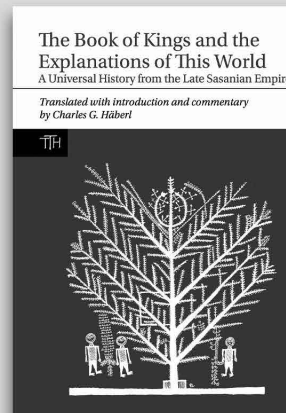 The Book of Kings and the
Explanations of This World
A Universal History from the Late Sasanian Empire
Translated with introduction and commentary
by Charles G. Häberl
TTH